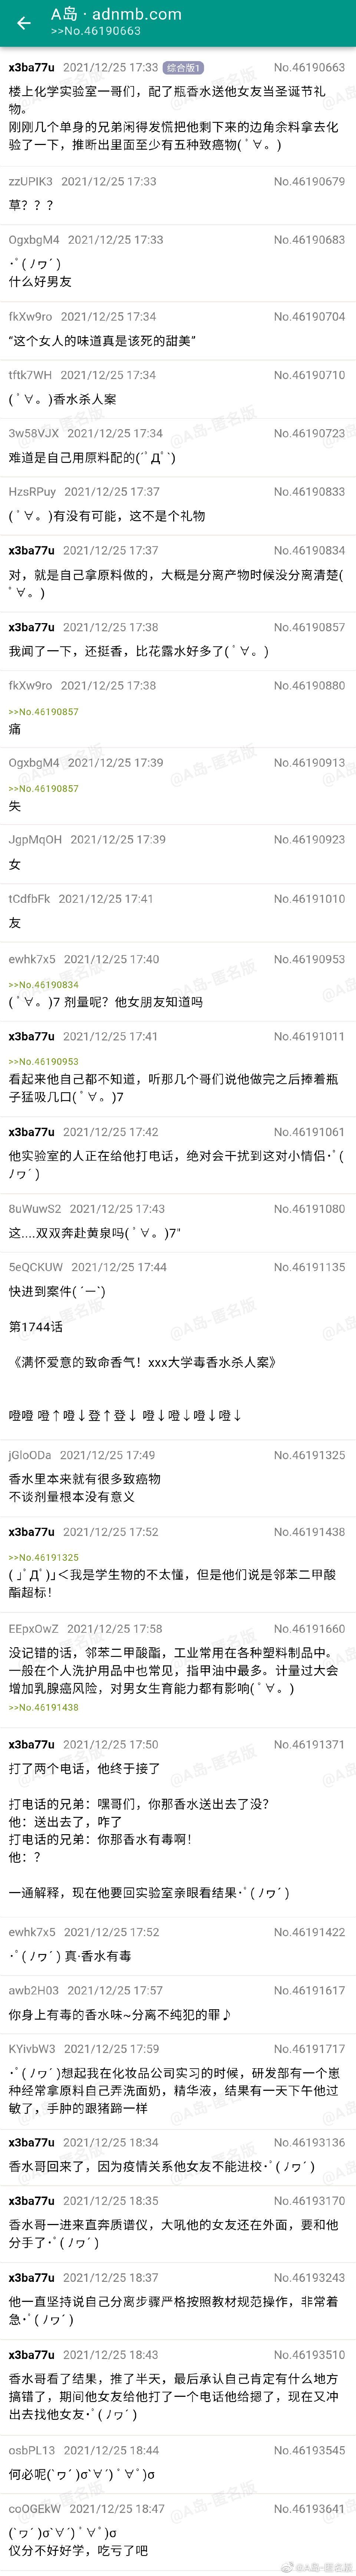 A岛 · adnmb.com
>>No.46190663
x3ba77u 2021/12/25 17:33 综合版1 No.46190663
楼上化学实验室一哥们，配了瓶香水送他女友当圣诞节礼
物。
刚刚几个单身的兄弟闲得发慌把他剩下来的边角余料拿去化
验了一下，推断出里面至少有五种致癌物( ﾟ∀。)
zzUPIK3 2021/12/25 17:33 No.46190679
草？？？
OgxbgM4 2021/12/25 17:33 No.46190683
･ﾟ( ﾉヮ´ )
什么好男友
fkXw9ro 2021/12/25 17:34 No.46190704
“这个女人的味道真是该死的甜美”
tftk7WH 2021/12/25 17:34 No.46190710
( ﾟ∀。)香水杀人案
3w58VJX 2021/12/25 17:34 No.46190723
难道是自己用原料配的(ﾟДﾟ)
HzsRPuy 2021/12/25 17:37 No.46190833
( ﾟ∀。)有没有可能，这不是个礼物
x3ba77u 2021/12/25 17:37 No.46190834
对，就是自己拿原料做的，大概是分离产物时候没分离清楚(
ﾟ∀。)
x3ba77u 2021/12/25 17:38 No.46190857
我闻了一下，还挺香，比花露水好多了( ﾟ∀。)
fkXw9ro 2021/12/25 17:38 No.46190880
>>No.46190857
痛
OgxbgM4 2021/12/25 17:39 No.46190913
>>No.46190857
失
JgpMqOH 2021/12/25 17:39 No.46190923
女
tCdfbFk 2021/12/25 17:41 No.46191010
友
ewhk7x5 2021/12/25 17:40 No.46190953
>>No.46190834
( ﾟ∀。)7 剂量呢？他女朋友知道吗
x3ba77u 2021/12/25 17:41 No.46191011
>>No.46190953
看起来他自己都不知道，听那几个哥们说他做完之后捧着瓶
子猛吸几口( ﾟ∀。)7
x3ba77u 2021/12/25 17:42 No.46191061
他实验室的人正在给他打电话，绝对会干扰到这对小情侣･ﾟ(
ﾉヮ´ )
8uWuwS2 2021/12/25 17:43 No.46191080
这....双双奔赴黄泉吗( ﾟ∀。)7"
5eQCKUW 2021/12/25 17:44 No.46191135
快进到案件(´ー`)
第1744话
《满怀爱意的致命香气！xxx大学毒香水杀人案》
噔噔 噔↑噔↓登↑登↓ 噔↓噔↓噔↓噔↓
jGloODa 2021/12/25 17:49 No.46191325
香水里本来就有很多致癌物
不谈剂量根本没有意义
x3ba77u 2021/12/25 17:52 No.46191438
>>No.46191325
(｣ﾟДﾟ)｣＜我是学生物的不太懂，但是他们说是邻苯二甲酸
酯超标！
EEpxOwZ 2021/12/25 17:58 No.46191660
没记错的话，邻苯二甲酸酯，工业常用在各种塑料制品中。
一般在个人洗护用品中也常见，指甲油中最多。计量过大会
增加乳腺癌风险，对男女生育能力都有影响( ﾟ∀。)
>>No.46191438
x3ba77u 2021/12/25 17:50 No.46191371
打了两个电话，他终于接了
打电话的兄弟：嘿哥们，你那香水送出去了没？
他：送出去了，咋了
打电话的兄弟：你那香水有毒啊！
他：？
一通解释，现在他要回实验室亲眼看结果･ﾟ( ﾉヮ´ )
ewhk7x5 2021/12/25 17:52 No.46191422
･ﾟ( ﾉヮ´ ) 真·香水有毒
awb2H03 2021/12/25 17:57 No.46191617
你身上有毒的香水味~分离不纯犯的罪♪
KYivbW3 2021/12/25 17:59 No.46191717
･ﾟ( ﾉヮ´ )想起我在化妆品公司实习的时候，研发部有一个崽
种经常拿原料自己弄洗面奶，精华液，结果有一天下午他过
敏了，手肿的跟猪蹄一样
x3ba77u 2021/12/25 18:34 No.46193136
香水哥回来了，因为疫情关系他女友不能进校･ﾟ( ﾉヮ´ )
x3ba77u 2021/12/25 18:35 No.46193170
香水哥一进来直奔质谱仪，大吼他的女友还在外面，要和他
分手了･ﾟ( ﾉヮ´ )
x3ba77u 2021/12/25 18:37 No.46193243
他一直坚持说自己分离步骤严格按照教材规范操作，非常着
急･ﾟ( ﾉヮ´ )
x3ba77u 2021/12/25 18:43 No.46193510
香水哥看了结果，推了半天，最后承认自己肯定有什么地方
搞错了，期间他女友给他打了一个电话他给摁了，现在又冲
出去找他女友･ﾟ( ﾉヮ´ )
osbPL13 2021/12/25 18:44 No.46193545
何必呢(`ヮ´ )σ`∀´) ﾟ∀ﾟ)σ
coOGEkW 2021/12/25 18:47 No.46193641
(`ヮ´ )σ`∀´) ﾟ∀ﾟ)σ
仪分不好好学，吃亏了吧
@A岛-匿名版